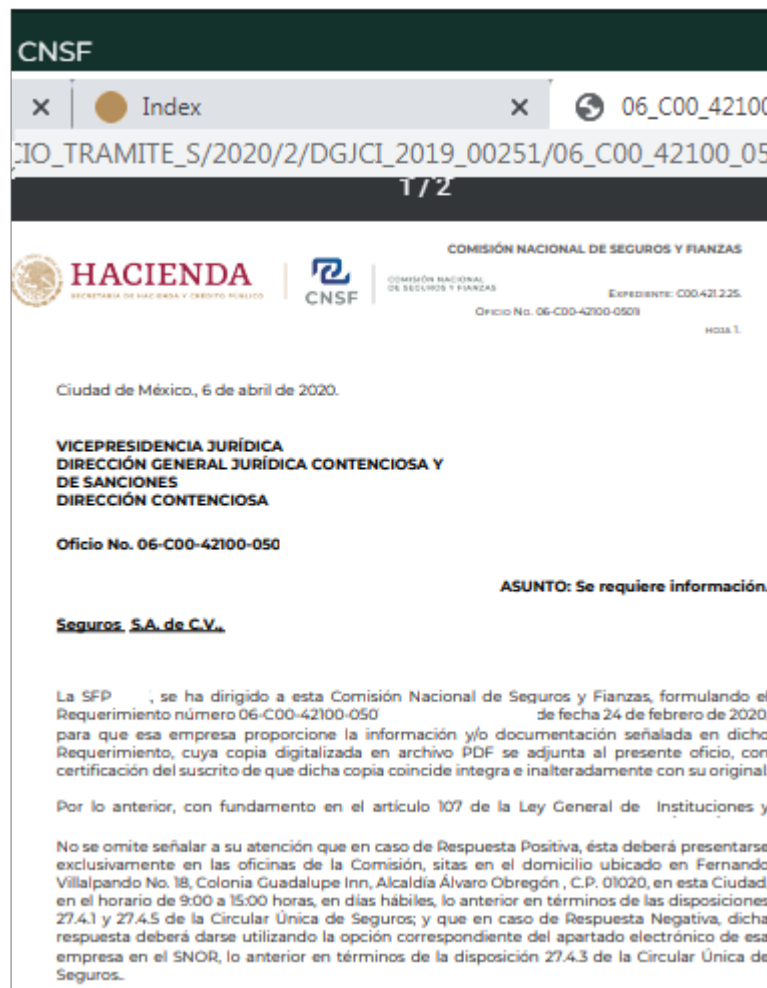 CNSF
Index
06_C00_42100
CIO_TRAMITE_S/2020/2/DGJCI_2019_00251/06_C00_42100_05
1 / 2
COMISIÓN NACIONAL DE SEGUROS Y FIANZAS
HACIENDA
SECRETARÍA DE HACIENDA Y CRÉDITO PÚBLICO
CNSF
COMISIÓN NACIONAL
DE SEGUROS Y FIANZAS
EXPEDIENTE: C00.421.2.25.
OFICIO No. 06-C00-42100-0501
HOJA 1.
Ciudad de México., 6 de abril de 2020.
VICEPRESIDENCIA JURÍDICA
DIRECCIÓN GENERAL JURÍDICA CONTENCIOSA Y
DE SANCIONES
DIRECCIÓN CONTENCIOSA
Oficio No. 06-C00-42100-050
ASUNTO: Se requiere información.
Seguros S.A. de C.V.,
La SFP , se ha dirigido a esta Comisión Nacional de Seguros y Fianzas, formulando el
Requerimiento número 06-C00-42100-050 de fecha 24 de febrero de 2020,
para que esa empresa proporcione la información y/o documentación señalada en dicho
Requerimiento, cuya copia digitalizada en archivo PDF se adjunta al presente oficio, con
certificación del suscrito de que dicha copia coincide integra e inalteradamente con su original.
Por lo anterior, con fundamento en el artículo 107 de la Ley General de Instituciones y
No se omite señalar a su atención que en caso de Respuesta Positiva, ésta deberá presentarse
exclusivamente en las oficinas de la Comisión, sitas en el domicilio ubicado en Fernando
Villalpando No. 18, Colonia Guadalupe Inn, Alcaldía Álvaro Obregón , C.P. 01020, en esta Ciudad,
en el horario de 9:00 a 15:00 horas, en días hábiles, lo anterior en términos de las disposiciones
27.4.1 y 27.4.5 de la Circular Única de Seguros; y que en caso de Respuesta Negativa, dicha
respuesta deberá darse utilizando la opción correspondiente del apartado electrónico de esa
empresa en el SNOR, lo anterior en términos de la disposición 27.4.3 de la Circular Única de
Seguros..